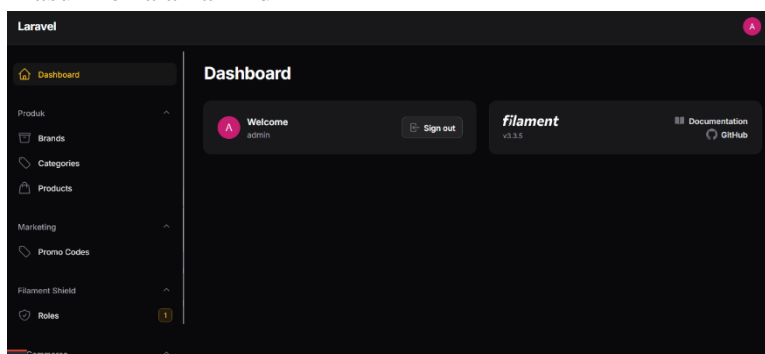 Laravel
A
Dashboard
Produk
Brands
Categories
Products
Marketing
Promo Codes
Filament Shield
Roles
1
Dashboard
A
Welcome
admin
Sign out
filament
v3.3.5
Documentation
GitHub